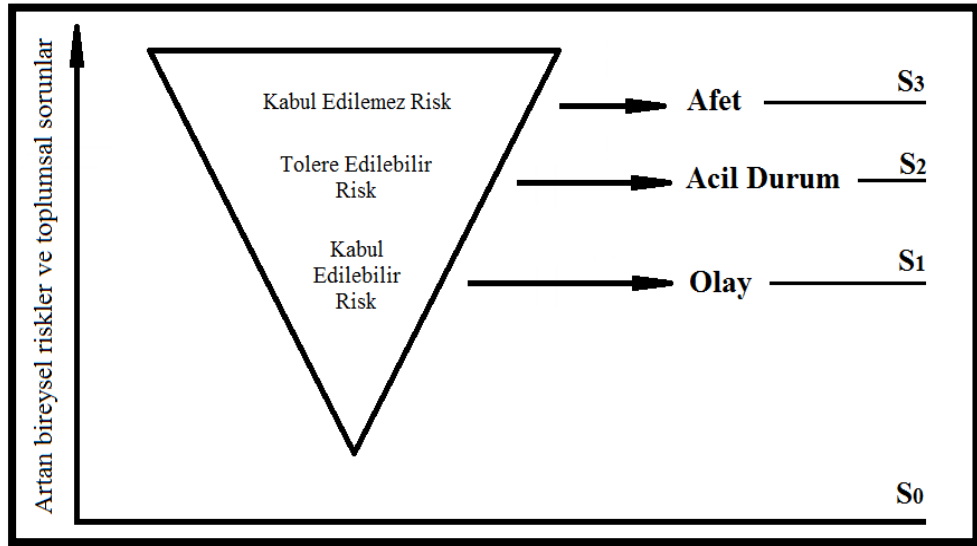 Artan bireysel riskler ve toplumsal sorunlar
Kabul Edilemez Risk
Afet
S3
Tolere Edilebilir
Risk
Acil Durum
S2
Kabul
Edilebilir
Risk
Olay
S1
S0